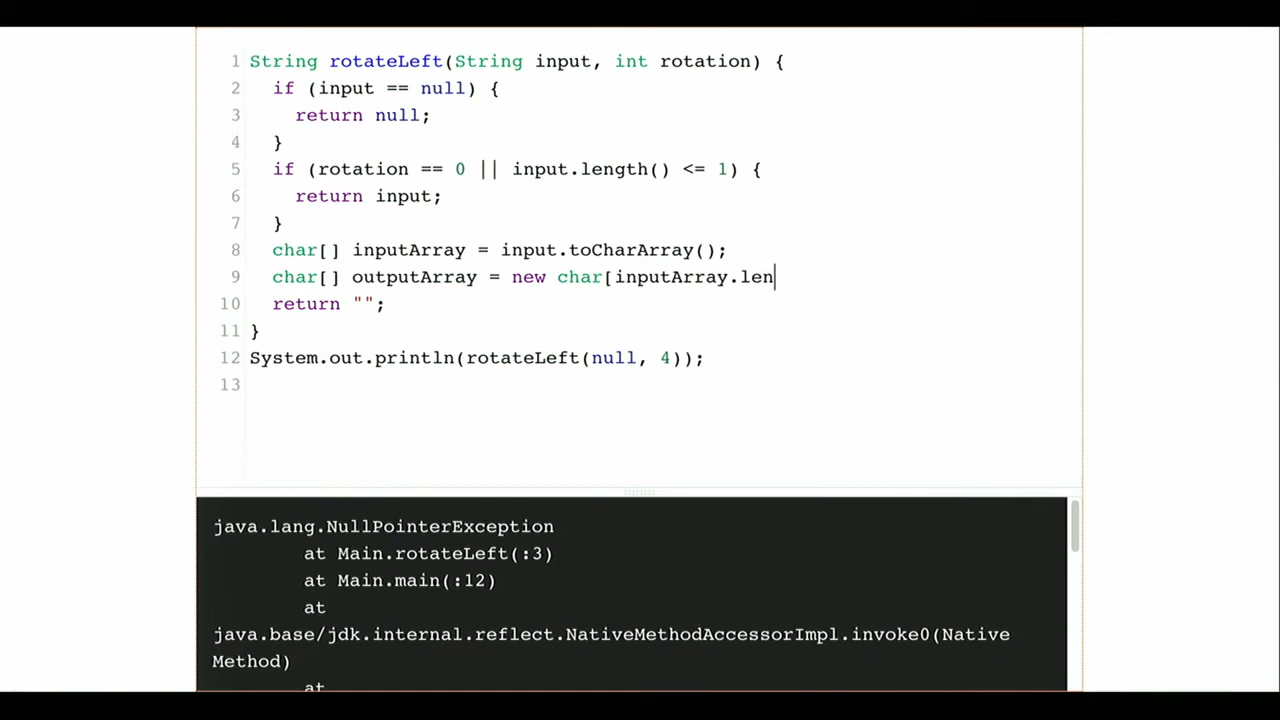 1 String rotateLeft(String input, int rotation) {
2 if (input == null) {
3 return null;
4 }
5 if (rotation == 0 || input.length() <= 1) {
6 return input;
7 }
8 char[] inputArray = input.toCharArray();
9 char[] outputArray = new char[inputArray.len
10 return "";
11 }
12 System.out.println(rotateLeft(null, 4));
13
java.lang.NullPointerException
at Main.rotateLeft(:3)
at Main.main(:12)
at
java.base/jdk.internal.reflect.NativeMethodAccessorImpl.invoke0(Native
Method)
at